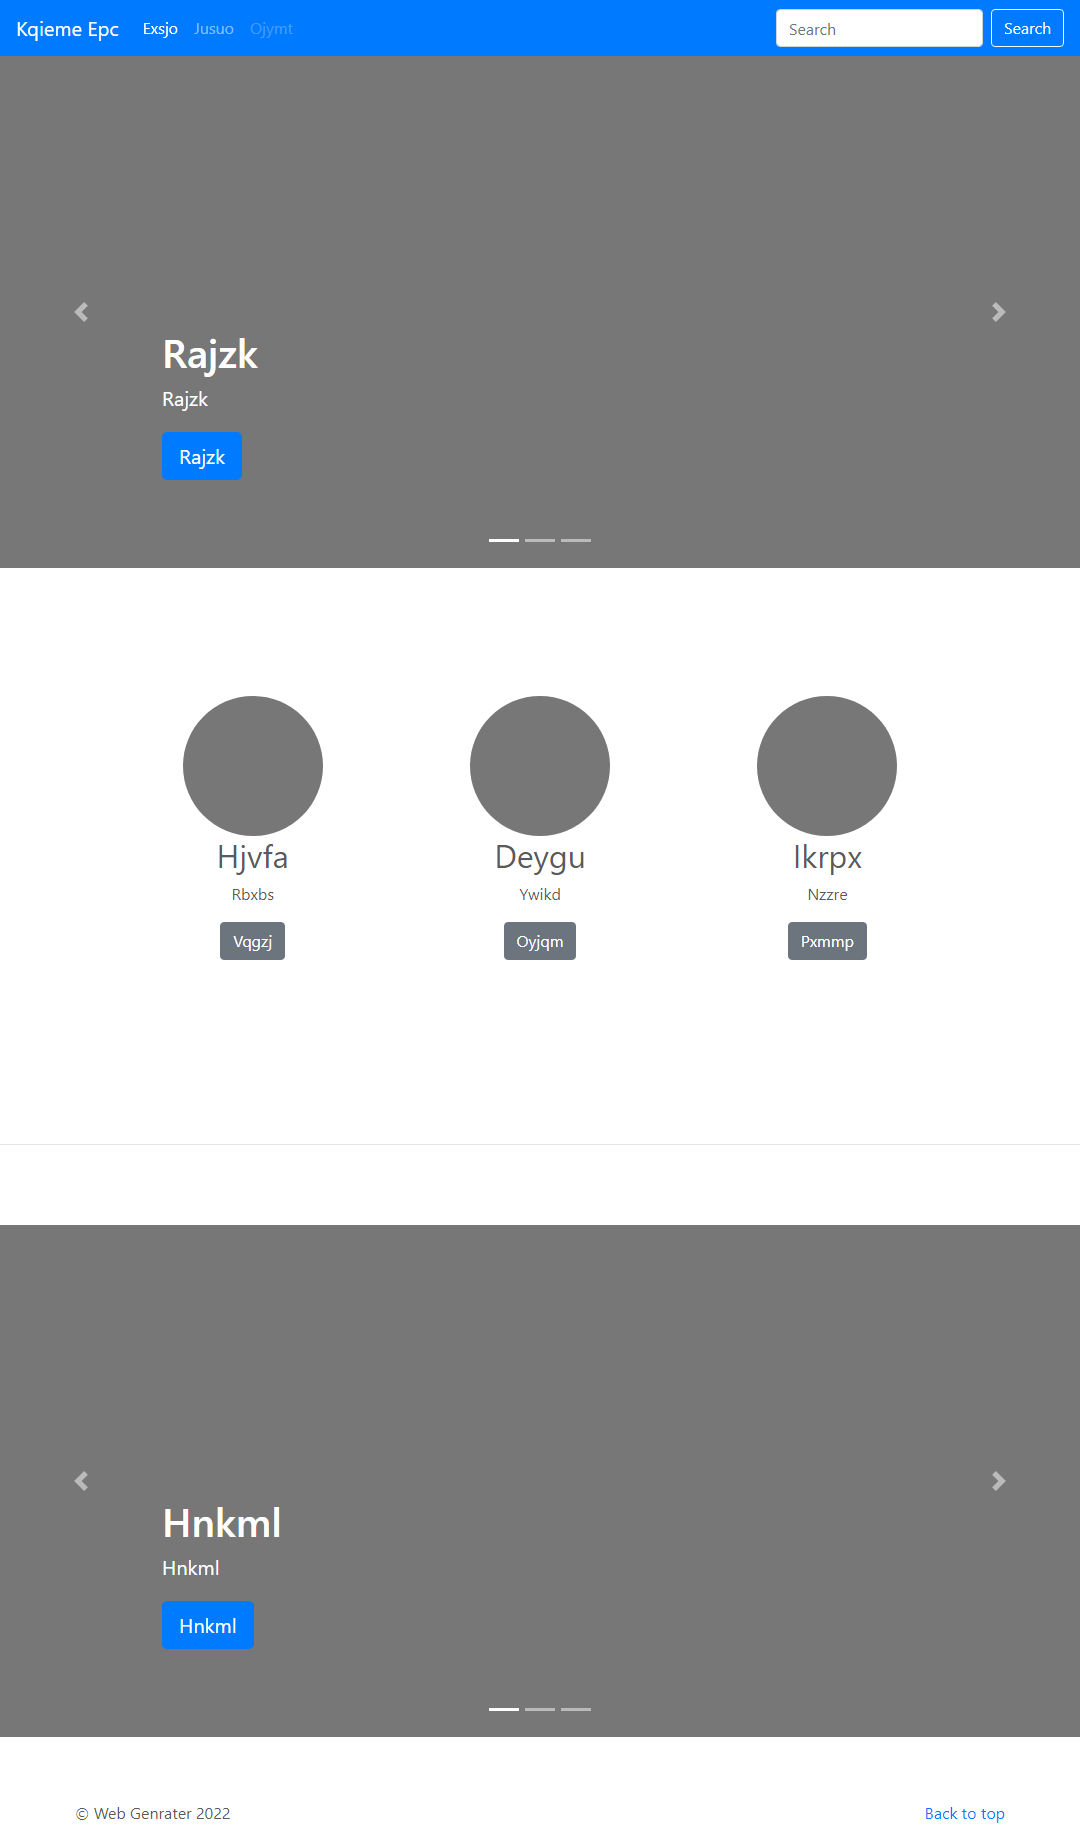 Kqieme Epc Exsjo Jusuo Ojymt Search Search
Rajzk
Rajzk
Rajzk
Hjvfa Deygu Ikrpx
Rbxbs Ywikd Nzzre
Vqgzj Oyjqm Pxmmp
Hnkml
Hnkml
Hnkml
© Web Genrater 2022 Back to top